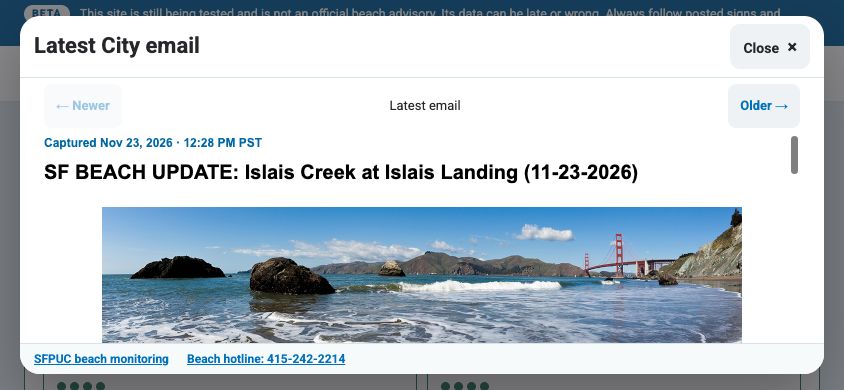 BETA This site is still being tested and is not an official beach advisory. Its data can be late or wrong. Always follow posted signs and
Latest City email
Close ×
← Newer
Latest email
Older →
Captured Nov 23, 2026 · 12:28 PM PST
SF BEACH UPDATE: Islais Creek at Islais Landing (11-23-2026)
SFPUC beach monitoring
Beach hotline: 415-242-2214